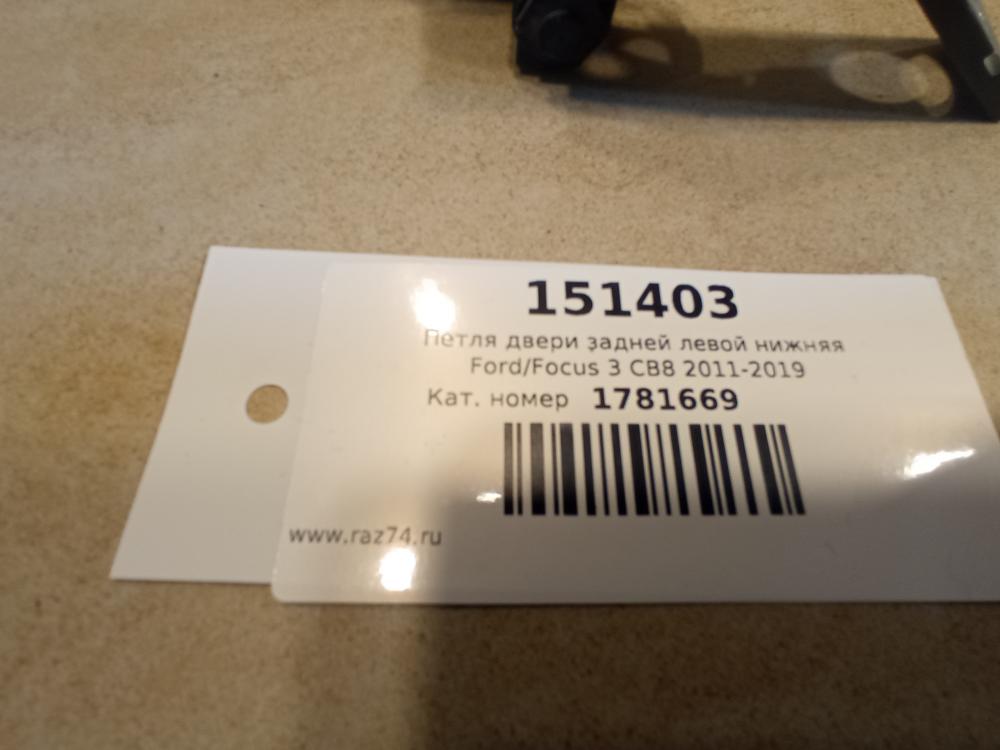 151403
Петля двери задней левой нижняя
Ford/Focus 3 CB8 2011-2019
Кат. номер 1781669
www.raz74.ru